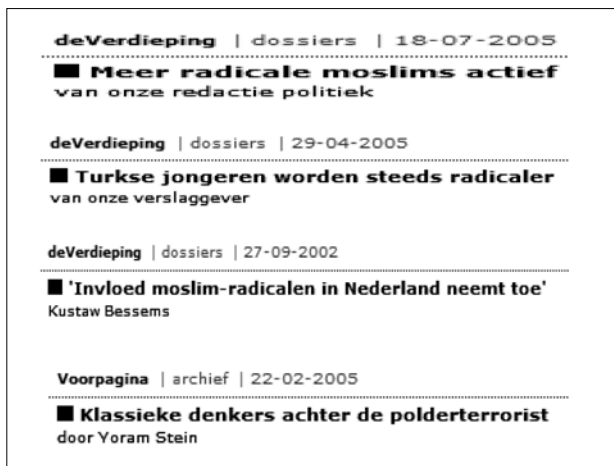 deVerdieping | dossiers | 18-07-2005
■ Meer radicale moslims actief
van onze redactie politiek
deVerdieping | dossiers | 29-04-2005
■ Turkse jongeren worden steeds radicaler
van onze verslaggever
deVerdieping | dossiers | 27-09-2002
■ 'Invloed moslim-radicalen in Nederland neemt toe'
Kustaw Bessems
Voorpagina | archief | 22-02-2005
■ Klassieke denkers achter de polderterrorist
door Yoram Stein